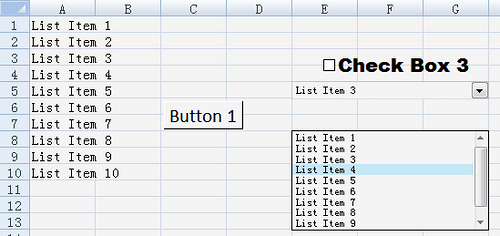 A B C D E F G
1 List Item 1
2 List Item 2
3 List Item 3
4 List Item 4
5 List Item 5
6 List Item 6
7 List Item 7
8 List Item 8
9 List Item 9
10 List Item 10
11
12
13
Check Box 3
List Item 3
Button 1
List Item 1
List Item 2
List Item 3
List Item 4
List Item 5
List Item 6
List Item 7
List Item 8
List Item 9